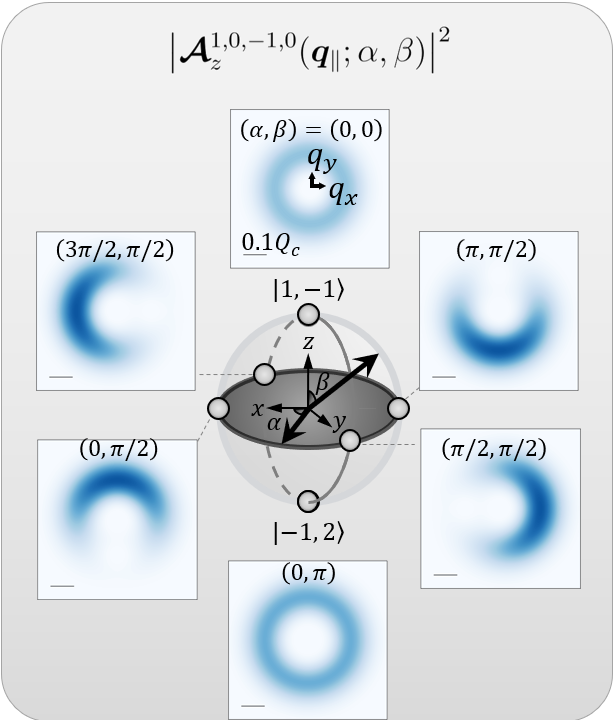 |𝓐_z^{1,0,−1,0}(q_∥; α, β)|^2
(α, β) = (0, 0)
q_y
q_x
0.1Q_c
(3π/2, π/2)
(π, π/2)
|1, −1⟩
z
β
x
α
y
(0, π/2)
(π/2, π/2)
|−1, 2⟩
(0, π)